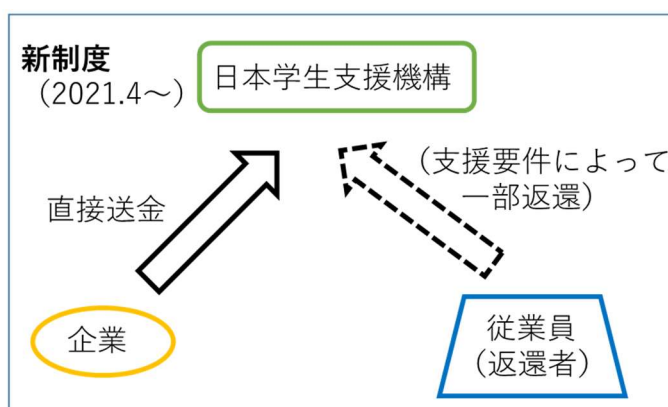 新制度
（2021.4～）
日本学生支援機構
直接送金
（支援要件によって
一部返還）
企業
従業員
（返還者）